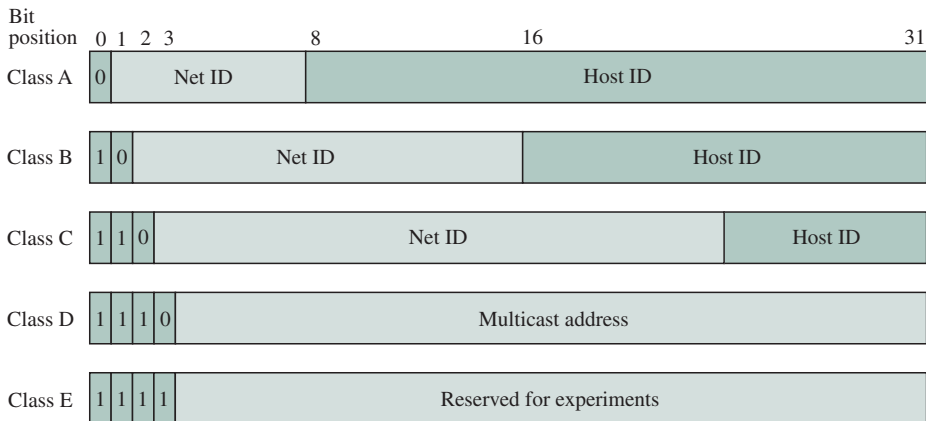 Bit
position 0 1 2 3 8 16 31
Class A 0 Net ID Host ID
Class B 1 0 Net ID Host ID
Class C 1 1 0 Net ID Host ID
Class D 1 1 1 0 Multicast address
Class E 1 1 1 1 Reserved for experiments